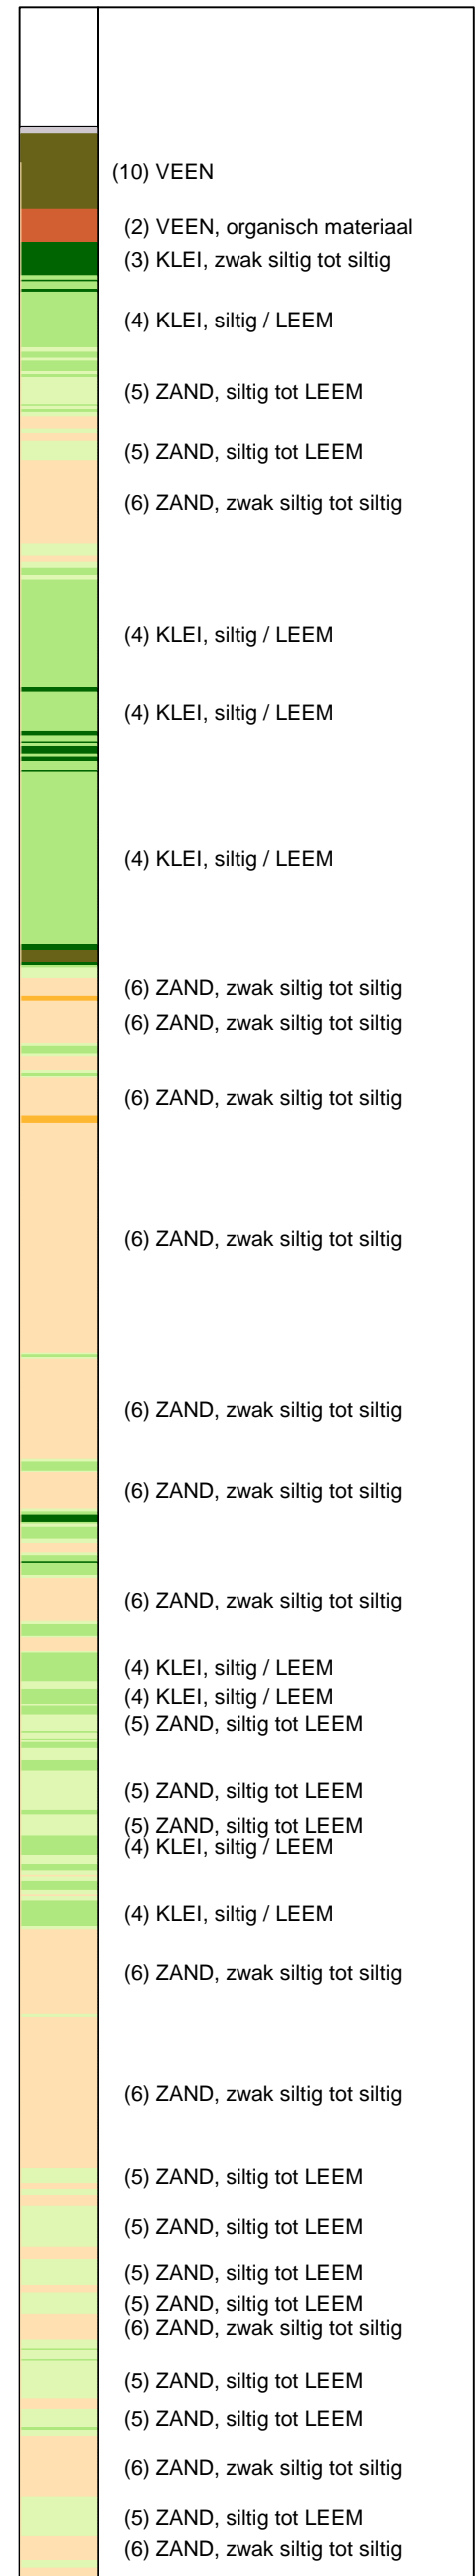 (10) VEEN
(2) VEEN, organisch materiaal
(3) KLEI, zwak siltig tot siltig
(4) KLEI, siltig / LEEM
(5) ZAND, siltig tot LEEM
(5) ZAND, siltig tot LEEM
(6) ZAND, zwak siltig tot siltig
(4) KLEI, siltig / LEEM
(4) KLEI, siltig / LEEM
(4) KLEI, siltig / LEEM
(6) ZAND, zwak siltig tot siltig
(6) ZAND, zwak siltig tot siltig
(6) ZAND, zwak siltig tot siltig
(6) ZAND, zwak siltig tot siltig
(6) ZAND, zwak siltig tot siltig
(6) ZAND, zwak siltig tot siltig
(6) ZAND, zwak siltig tot siltig
(4) KLEI, siltig / LEEM
(4) KLEI, siltig / LEEM
(5) ZAND, siltig tot LEEM
(5) ZAND, siltig tot LEEM
(5) ZAND, siltig tot LEEM
(4) KLEI, siltig / LEEM
(4) KLEI, siltig / LEEM
(6) ZAND, zwak siltig tot siltig
(6) ZAND, zwak siltig tot siltig
(5) ZAND, siltig tot LEEM
(5) ZAND, siltig tot LEEM
(5) ZAND, siltig tot LEEM
(5) ZAND, siltig tot LEEM
(6) ZAND, zwak siltig tot siltig
(5) ZAND, siltig tot LEEM
(5) ZAND, siltig tot LEEM
(6) ZAND, zwak siltig tot siltig
(5) ZAND, siltig tot LEEM
(6) ZAND, zwak siltig tot siltig